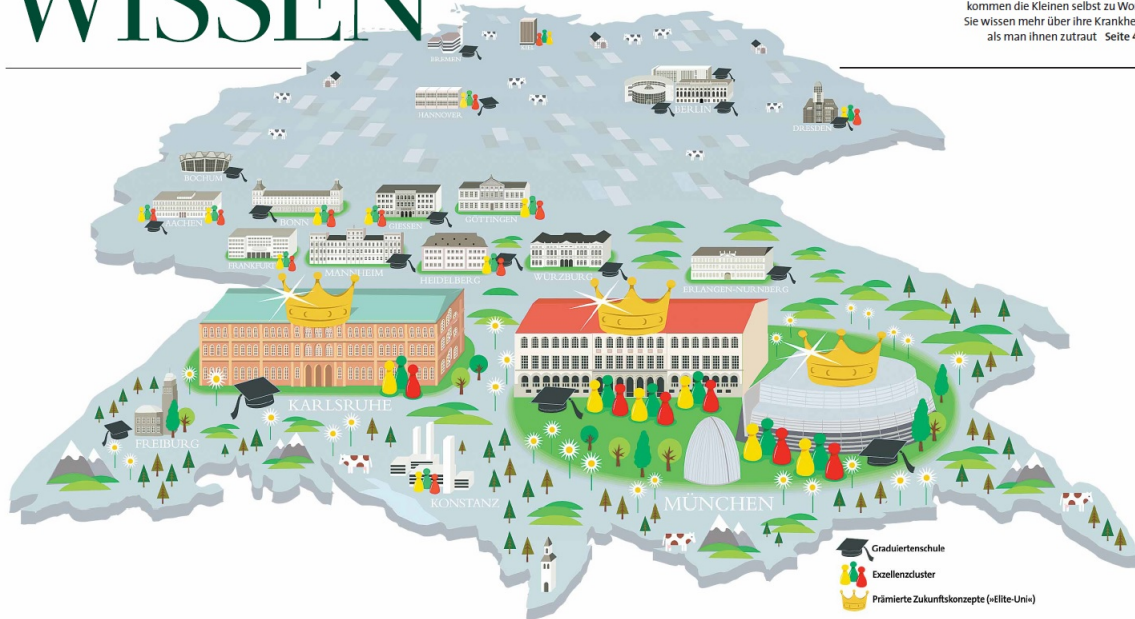 WISSEN
kommen die Kleinen selbst zu Wo
Sie wissen mehr über ihre Krankhe
als man ihnen zutraut Seite 4
BREMEN
KIEL
HANNOVER
BERLIN
DRESDEN
BOCHUM
AACHEN
BONN
GIESSEN
GÖTTINGEN
FRANKFURT
MANNHEIM
HEIDELBERG
WÜRZBURG
ERLANGEN-NÜRNBERG
KARLSRUHE
FREIBURG
KONSTANZ
MÜNCHEN
Graduiertenschule
Exzellenzcluster
Prämierte Zukunftskonzepte (»Elite-Uni«)